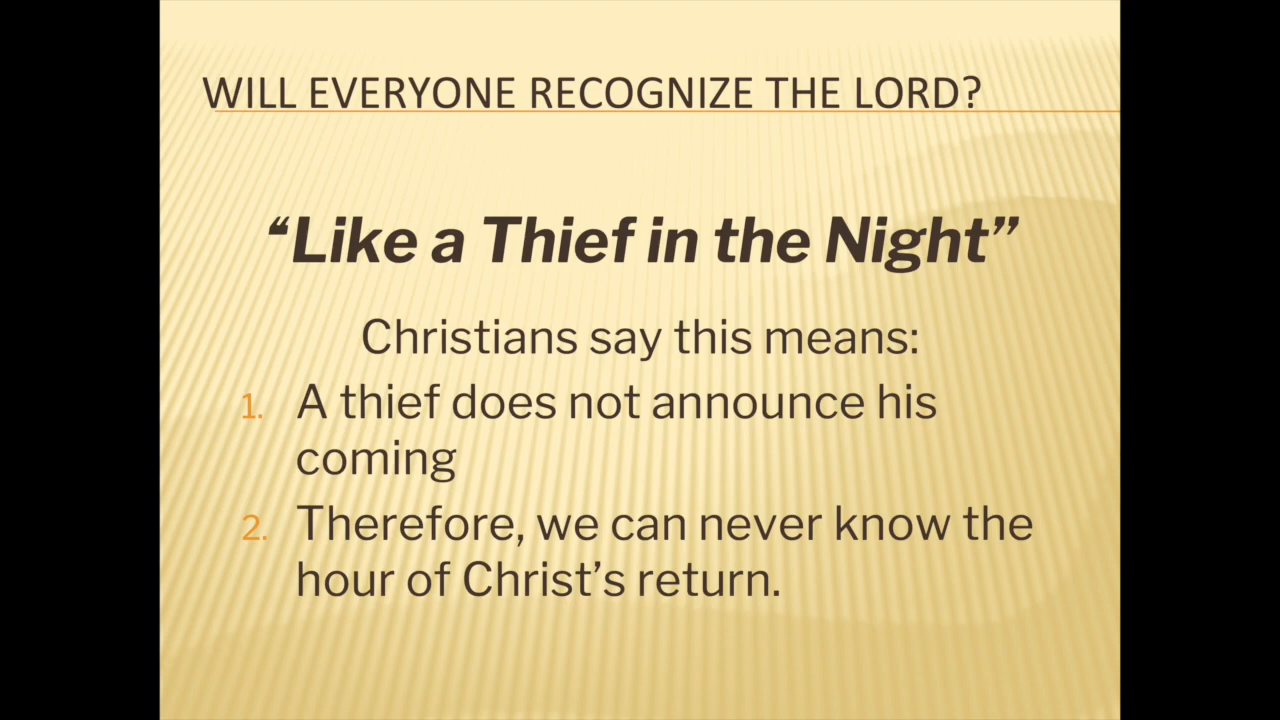 WILL EVERYONE RECOGNIZE THE LORD?
“Like a Thief in the Night”
Christians say this means:
1. A thief does not announce his
coming
2. Therefore, we can never know the
hour of Christ’s return.